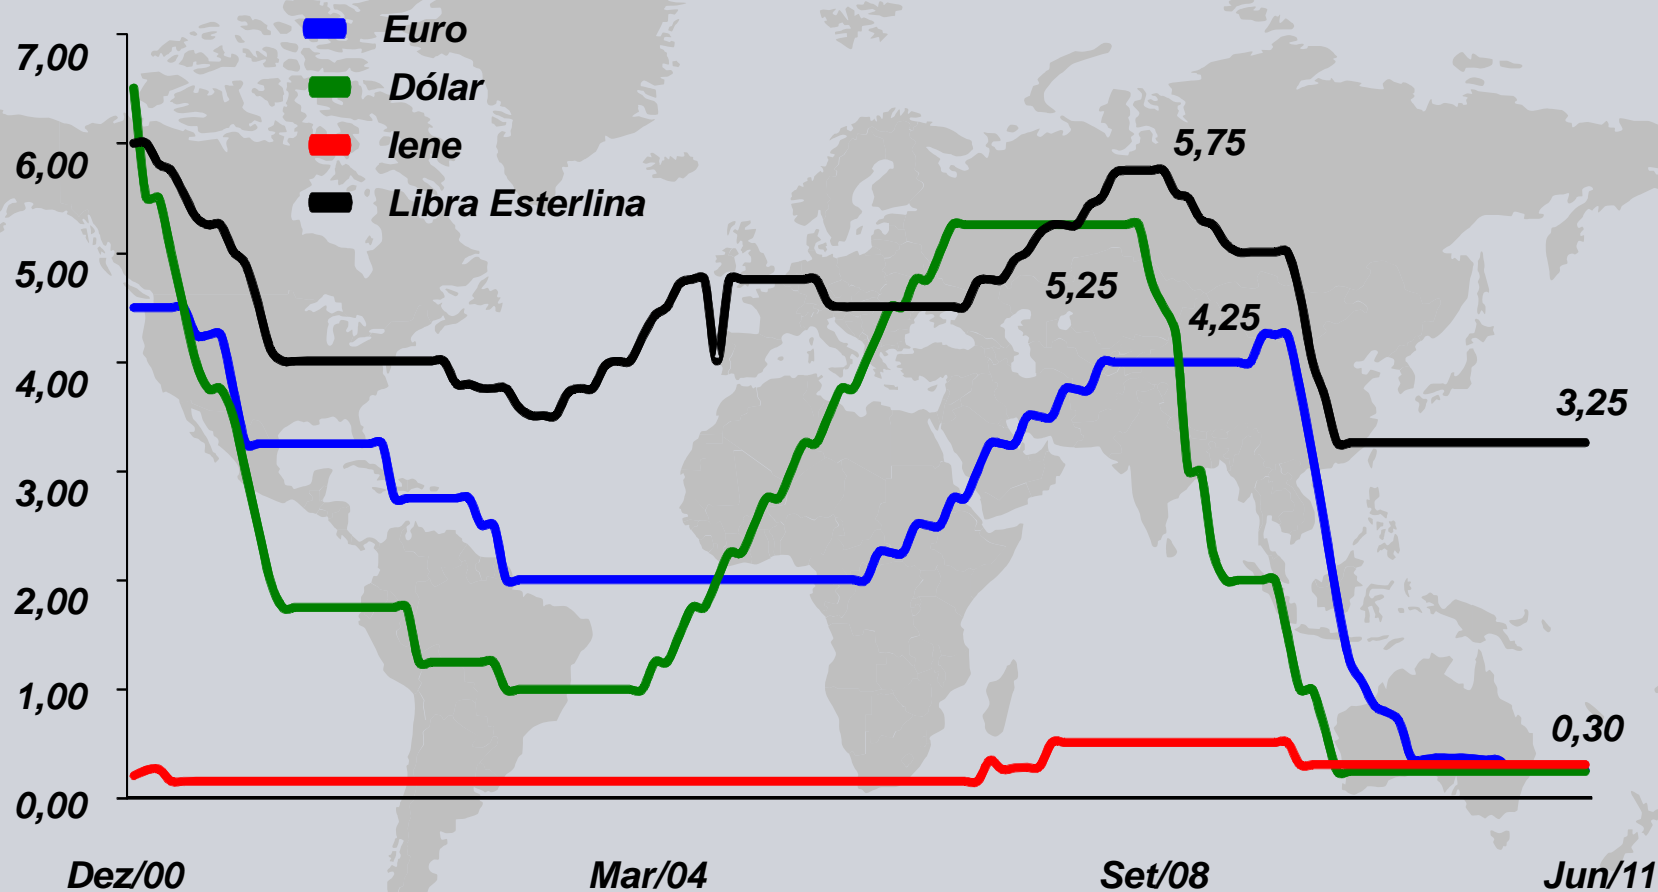 Euro
Dólar
Iene
Libra Esterlina
7,00
6,00
5,00
4,00
3,00
2,00
1,00
0,00
5,75
5,25
4,25
3,25
0,30
Dez/00
Mar/04
Set/08
Jun/11